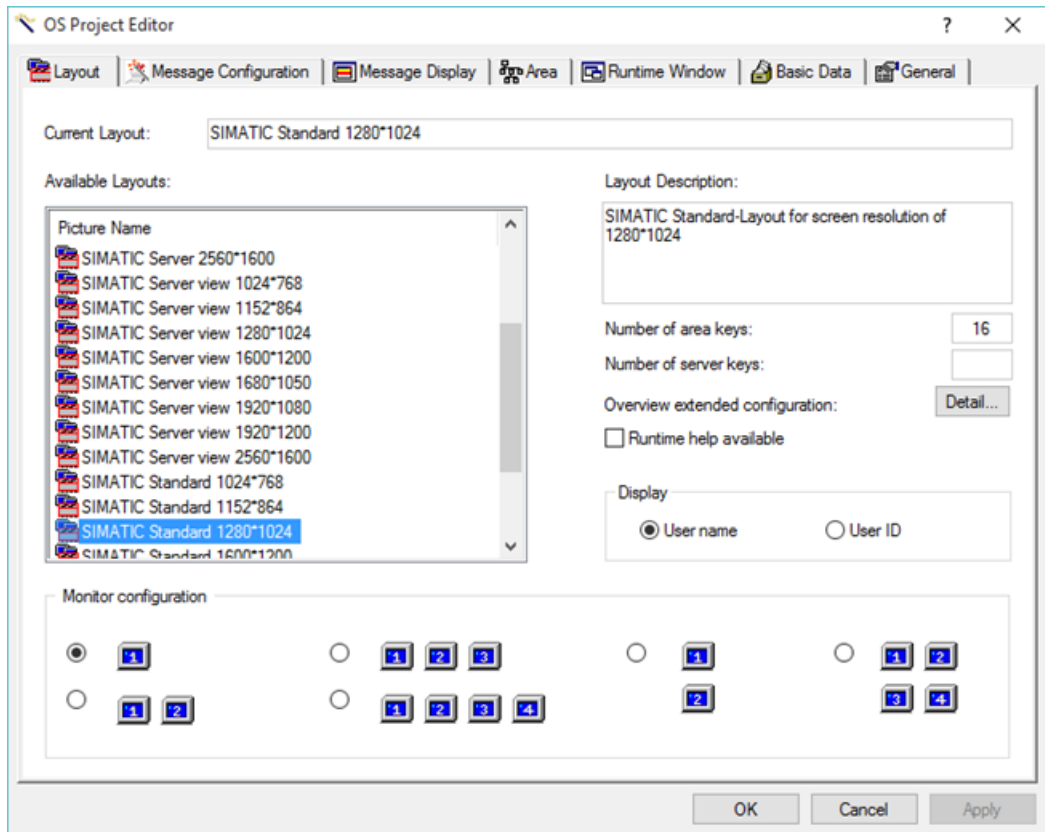 OS Project Editor
Layout Message Configuration Message Display Area Runtime Window Basic Data General
Current Layout: SIMATIC Standard 1280*1024
Available Layouts:
Picture Name
SIMATIC Server 2560*1600
SIMATIC Server view 1024*768
SIMATIC Server view 1152*864
SIMATIC Server view 1280*1024
SIMATIC Server view 1600*1200
SIMATIC Server view 1680*1050
SIMATIC Server view 1920*1080
SIMATIC Server view 1920*1200
SIMATIC Server view 2560*1600
SIMATIC Standard 1024*768
SIMATIC Standard 1152*864
SIMATIC Standard 1280*1024
SIMATIC Standard 1600*1200
Layout Description:
SIMATIC Standard-Layout for screen resolution of
1280*1024
Number of area keys: 16
Number of server keys:
Overview extended configuration: Detail...
Runtime help available
Display
User name User ID
Monitor configuration
1 1 2 3 1 1 2
1 2 1 2 3 4 2 3 4
OK Cancel Apply